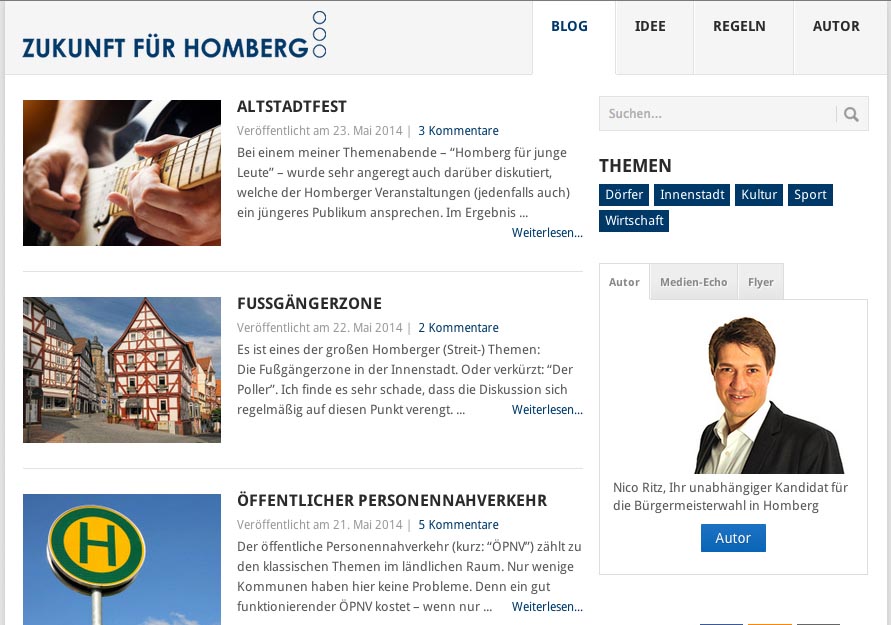 ZUKUNFT FÜR HOMBERG
BLOG
IDEE
REGELN
AUTOR
ALTSTADTFEST
Veröffentlicht am 23. Mai 2014 | 3 Kommentare
Bei einem meiner Themenabende – “Homberg für junge
Leute” – wurde sehr angeregt auch darüber diskutiert,
welche der Homberger Veranstaltungen (jedenfalls auch)
ein jüngeres Publikum ansprechen. Im Ergebnis ...
Weiterlesen...
FUSSGÄNGERZONE
Veröffentlicht am 22. Mai 2014 | 2 Kommentare
Es ist eines der großen Homberger (Streit-) Themen:
Die Fußgängerzone in der Innenstadt. Oder verkürzt: “Der
Poller”. Ich finde es sehr schade, dass die Diskussion sich
regelmäßig auf diesen Punkt verengt. ... Weiterlesen...
H
ÖFFENTLICHER PERSONENNAHVERKEHR
Veröffentlicht am 21. Mai 2014 | 5 Kommentare
Der öffentliche Personennahverkehr (kurz: “ÖPNV”) zählt zu
den klassischen Themen im ländlichen Raum. Nur wenige
Kommunen haben hier keine Probleme. Denn ein gut
funktionierender ÖPNV kostet – wenn nur ... Weiterlesen...
Suchen...
THEMEN
Dörfer Innenstadt Kultur Sport
Wirtschaft
Autor Medien-Echo Flyer
Nico Ritz, Ihr unabhängiger Kandidat für
die Bürgermeisterwahl in Homberg
Autor